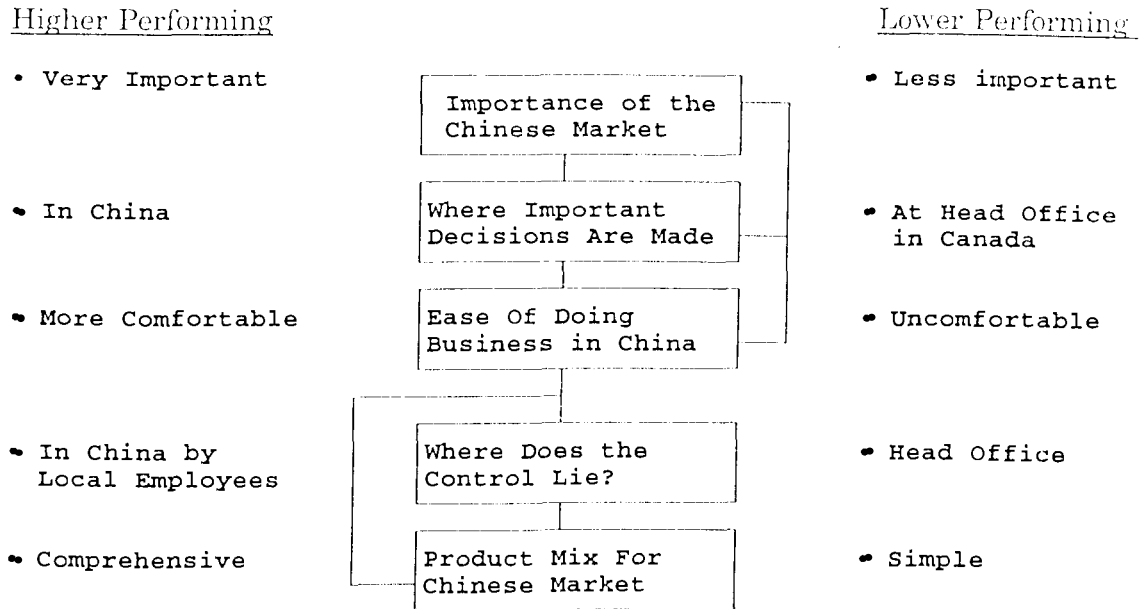 Higher Performing
Lower Performing
• Very Important
Importance of the
Chinese Market
• Less important
• In China
Where Important
Decisions Are Made
• At Head Office
in Canada
• More Comfortable
Ease Of Doing
Business in China
• Uncomfortable
• In China by
Local Employees
Where Does the
Control Lie?
• Head Office
• Comprehensive
Product Mix For
Chinese Market
• Simple